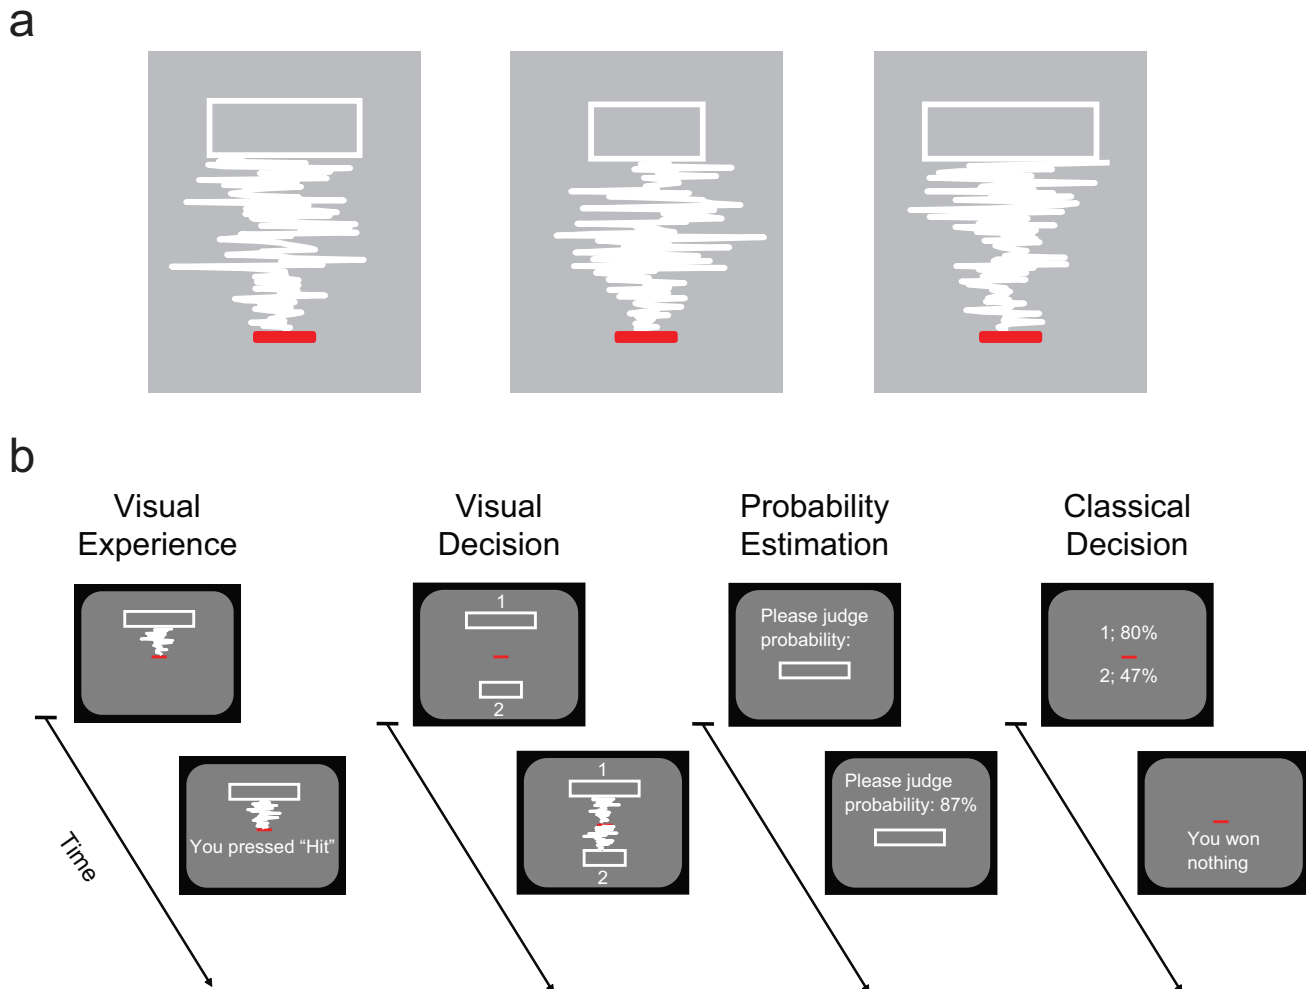 a
b
Visual
Experience
Visual
Decision
Probability
Estimation
Classical
Decision
1
2
Please judge
probability:
1; 80%
2; 47%
You pressed “Hit”
1
2
Please judge
probability: 87%
You won
nothing
Time